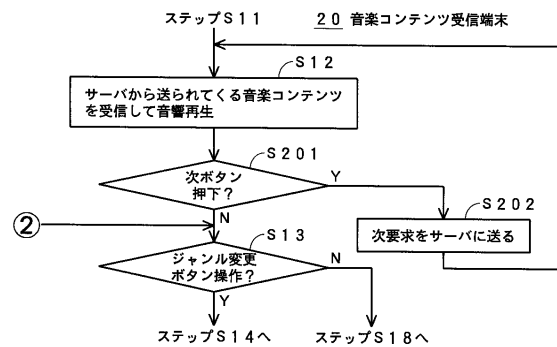 ステップS11
20 音楽コンテンツ受信端末
S12
サーバから送られてくる音楽コンテンツ
を受信して音響再生
S201
次ボタン
押下?
Y
N
S202
次要求をサーバに送る
②
S13
ジャンル変更
ボタン操作?
N
Y
ステップS14へ
ステップS18へ